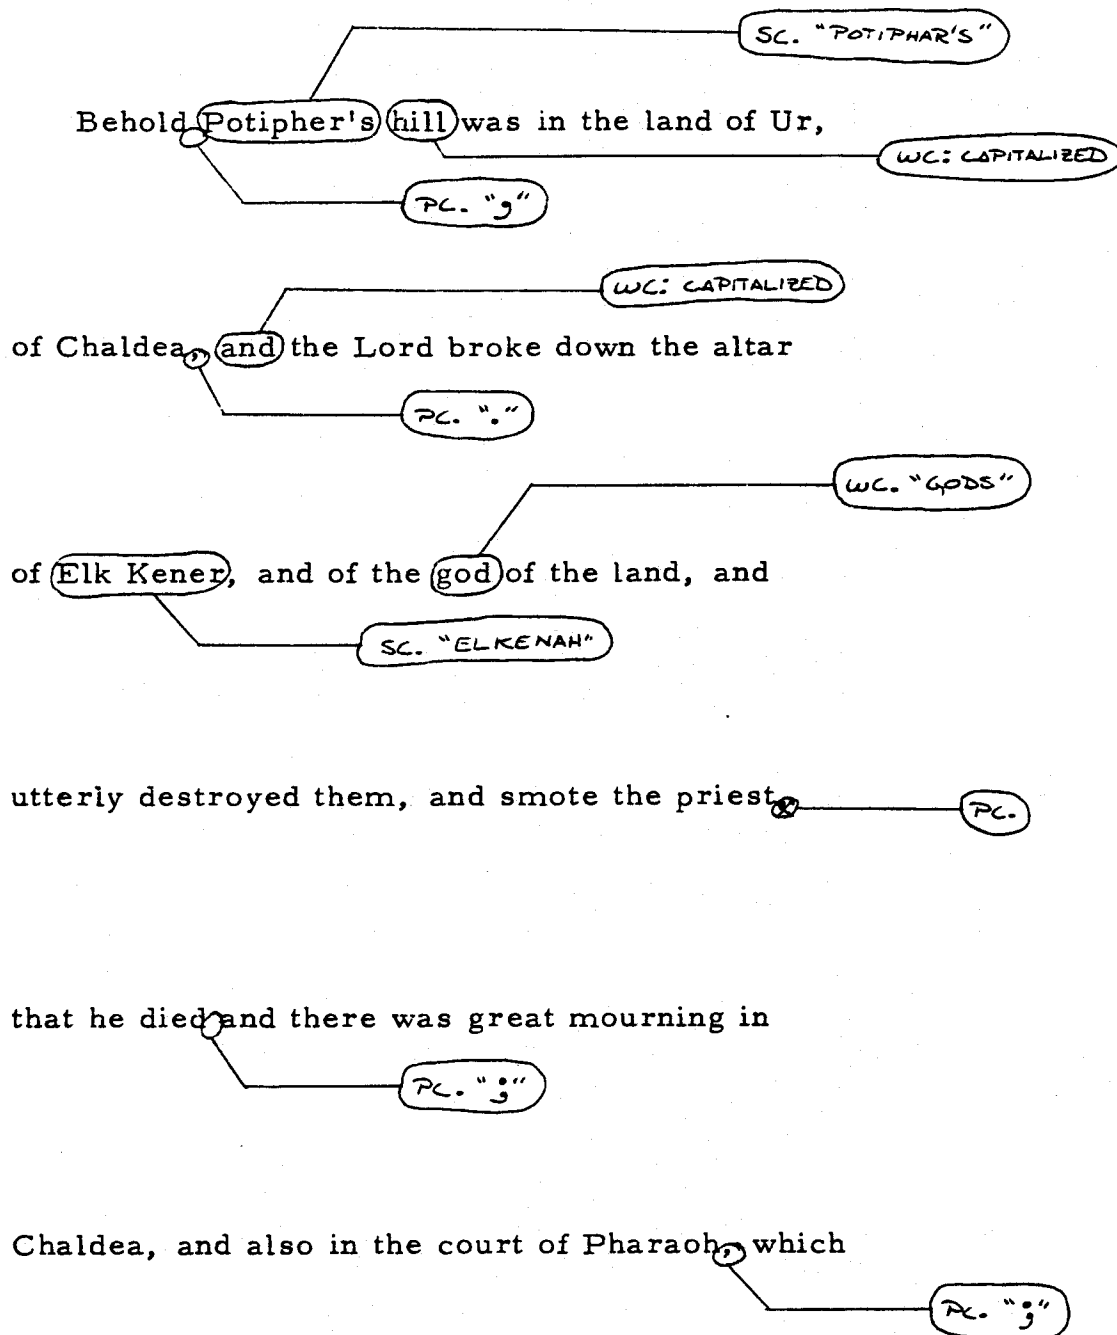 SC. "POTIPHAR'S"
Behold Potipher's hill was in the land of Ur,
WC: CAPITALIZED
PC. ","
WC: CAPITALIZED
of Chaldea, and the Lord broke down the altar
PC. "."
WC. "GODS"
of Elk Kener, and of the god of the land, and
SC. "ELKENAH"
utterly destroyed them, and smote the priest,
PC.
that he died and there was great mourning in
PC. ";"
Chaldea, and also in the court of Pharaoh, which
PC. ";"